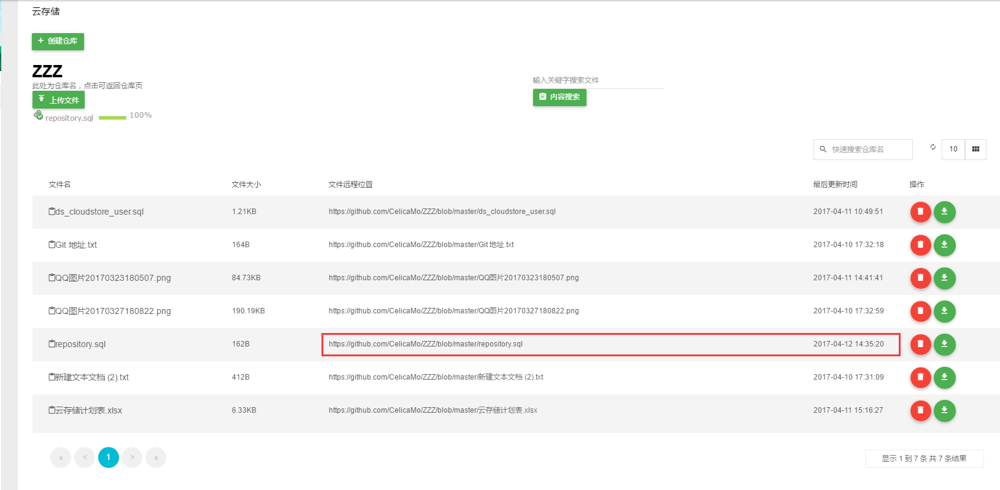 云存储
+ 创建仓库
ZZZ
此处为仓库名，点击可返回仓库页
上传文件
repository.sql 100%
输入关键字搜索文件
内容搜索
快速搜索仓库名 10
文件名 文件大小 文件远程位置 最后更新时间 操作
ds_cloudstore_user.sql 1.21KB https://github.com/CelicaMo/ZZZ/blob/master/ds_cloudstore_user.sql 2017-04-11 10:49:51
Git 地址.txt 164B https://github.com/CelicaMo/ZZZ/blob/master/Git 地址.txt 2017-04-10 17:32:18
QQ图片20170323180507.png 84.73KB https://github.com/CelicaMo/ZZZ/blob/master/QQ图片20170323180507.png 2017-04-11 14:41:41
QQ图片20170327180822.png 190.19KB https://github.com/CelicaMo/ZZZ/blob/master/QQ图片20170327180822.png 2017-04-10 17:32:59
repository.sql 162B https://github.com/CelicaMo/ZZZ/blob/master/repository.sql 2017-04-12 14:35:20
新建文本文档 (2).txt 412B https://github.com/CelicaMo/ZZZ/blob/master/新建文本文档 (2).txt 2017-04-10 17:31:09
云存储计划表.xlsx 6.33KB https://github.com/CelicaMo/ZZZ/blob/master/云存储计划表.xlsx 2017-04-11 15:16:27
« < 1 > »
显示 1 到 7 条 共 7 条结果